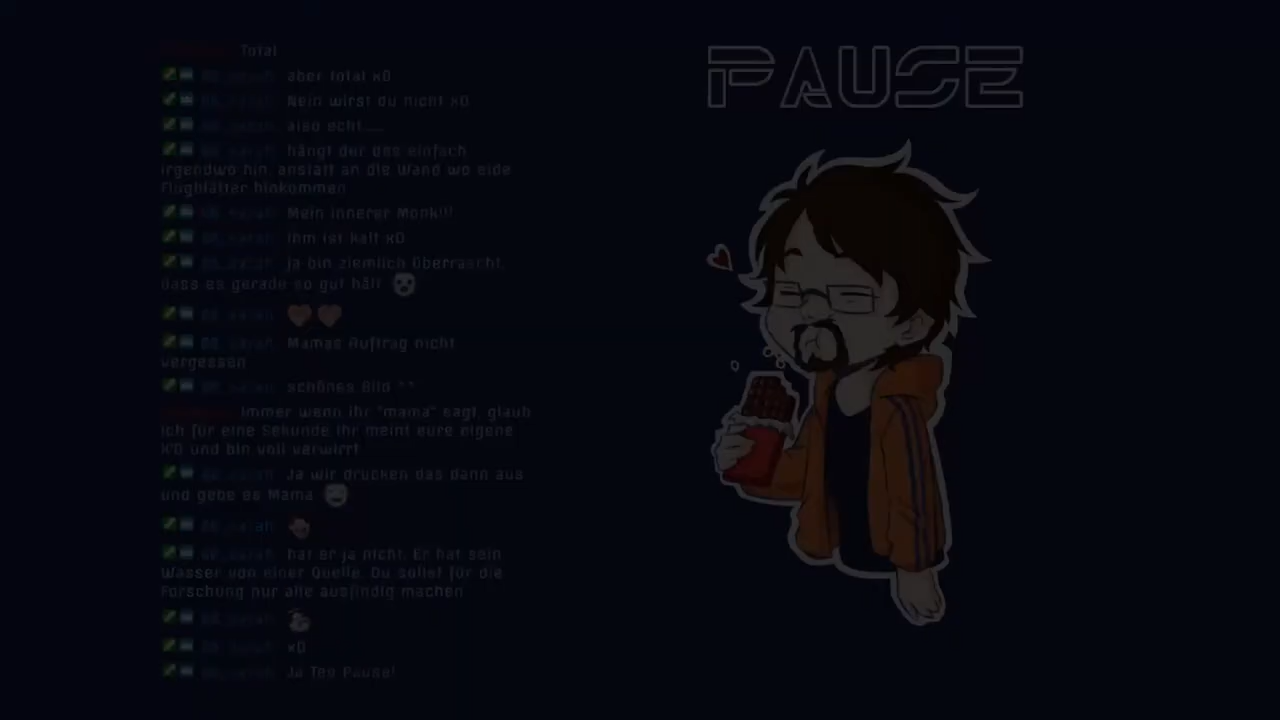 Total
aber total xD
Nein wirst du nicht xD
also echt.....
hängt der das einfach
irgendwo hin, anstatt an die Wand wo eide
Flugblätter hinkommen
Mein innerer Monk!!!
ihm ist kalt xD
ja bin ziemlich überrascht,
dass es gerade so gut hält
Mamas Auftrag nicht
vergessen
schönes Bild ^^
Immer wenn ihr "mama" sagt, glaub
ich für eine Sekunde ihr meint eure eigene
XD und bin voll verwirrt
Ja wir drucken das dann aus
und gebe es Mama
hat er ja nicht. Er hat sein
Wasser von einer Quelle. Du sollst für die
Forschung nur alle ausfindig machen
xD
Ja Tee Pause!
PAUSE